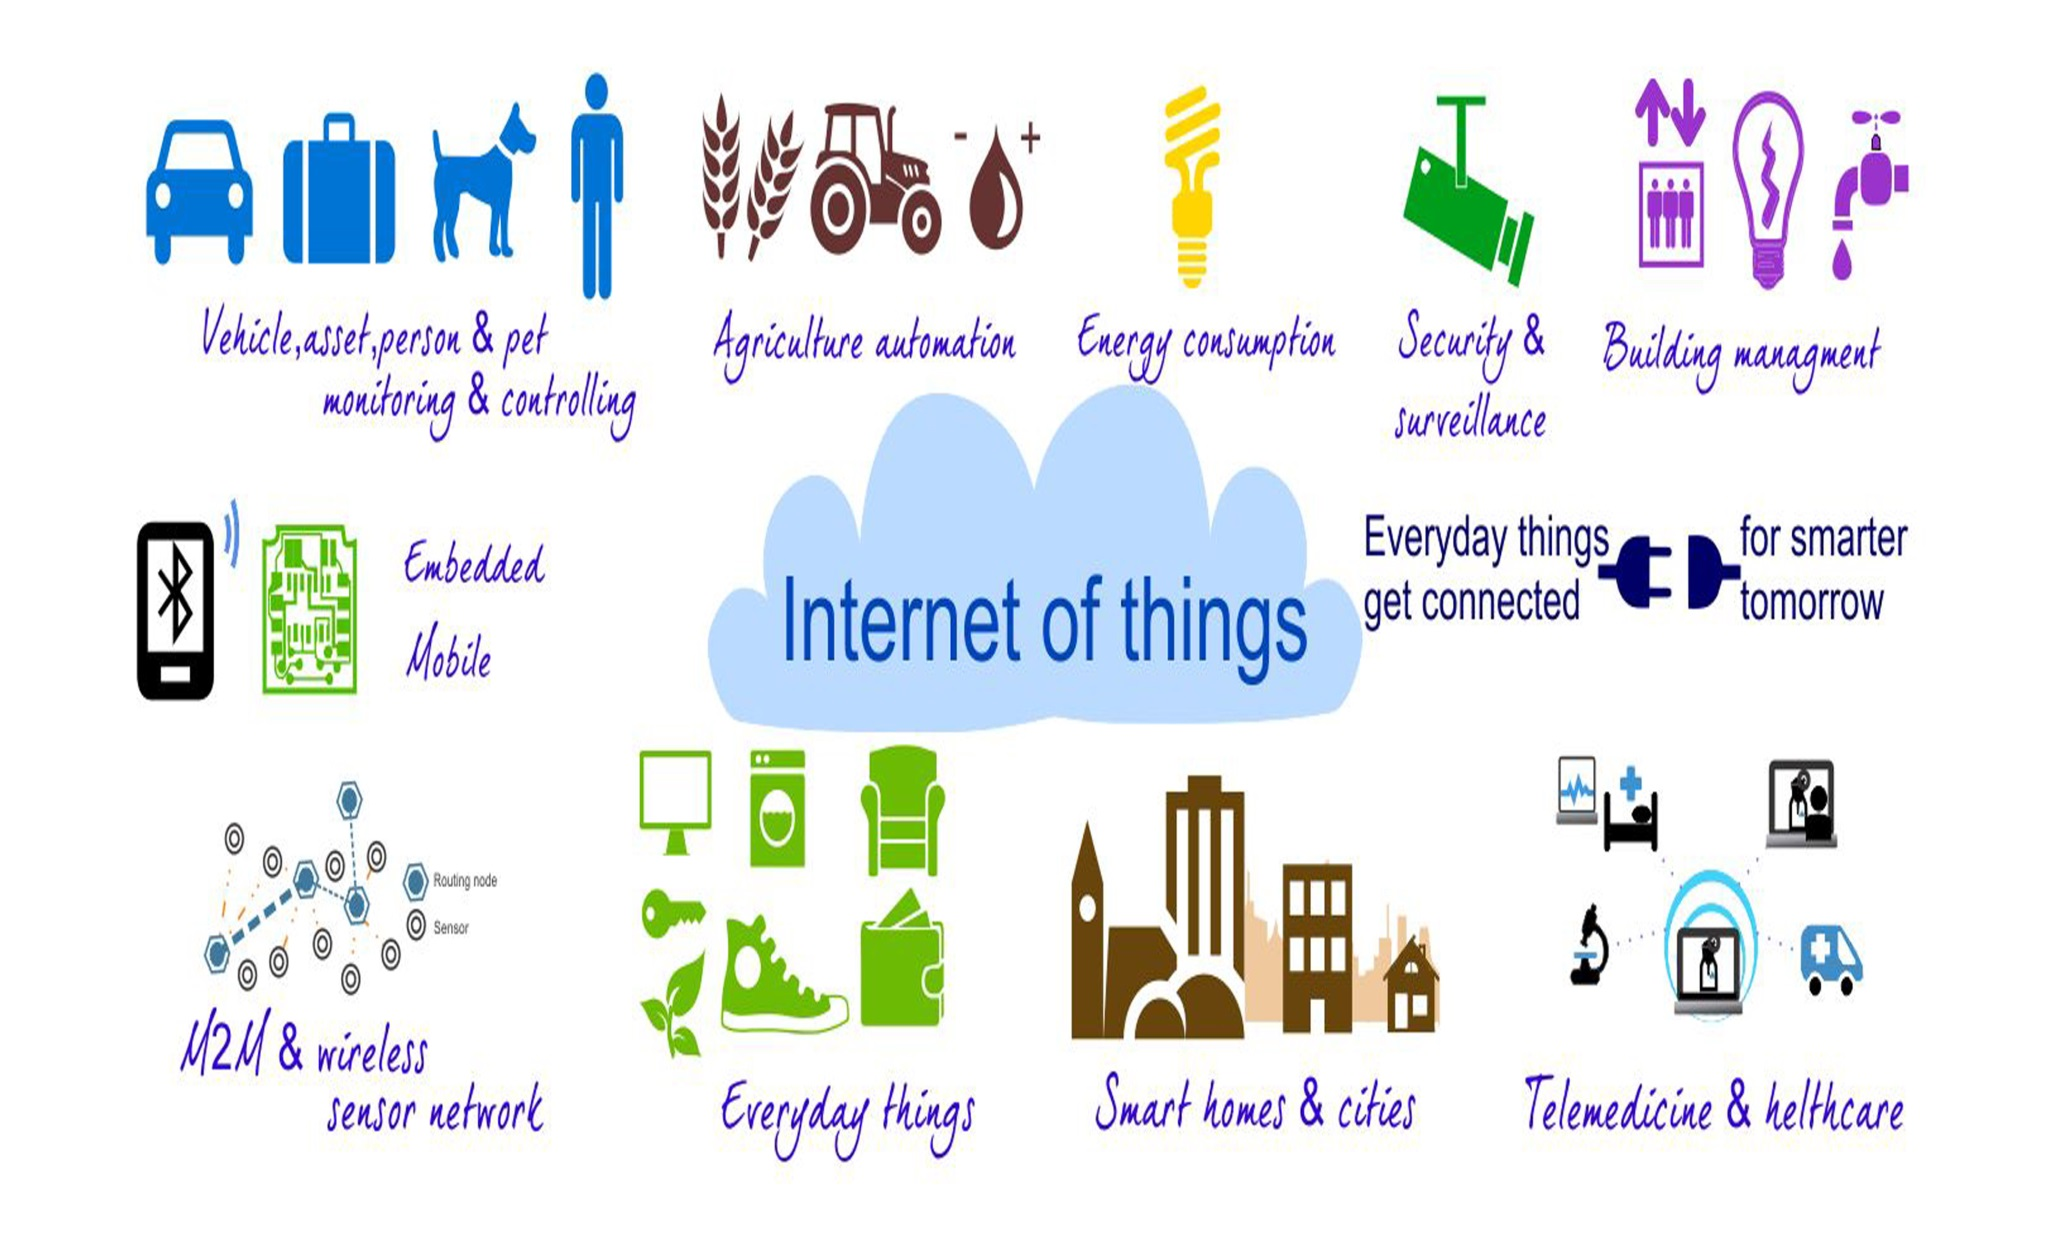 Vehicle,asset,person & pet
monitoring & controlling
Agriculture automation
- +
Energy consumption
Security &
surveillance
Building managment
Embedded
Mobile
Internet of things
Everyday things
get connected
for smarter
tomorrow
Routing node
Sensor
M2M & wireless
sensor network
Everyday things
Smart homes & cities
Telemedicine & helthcare